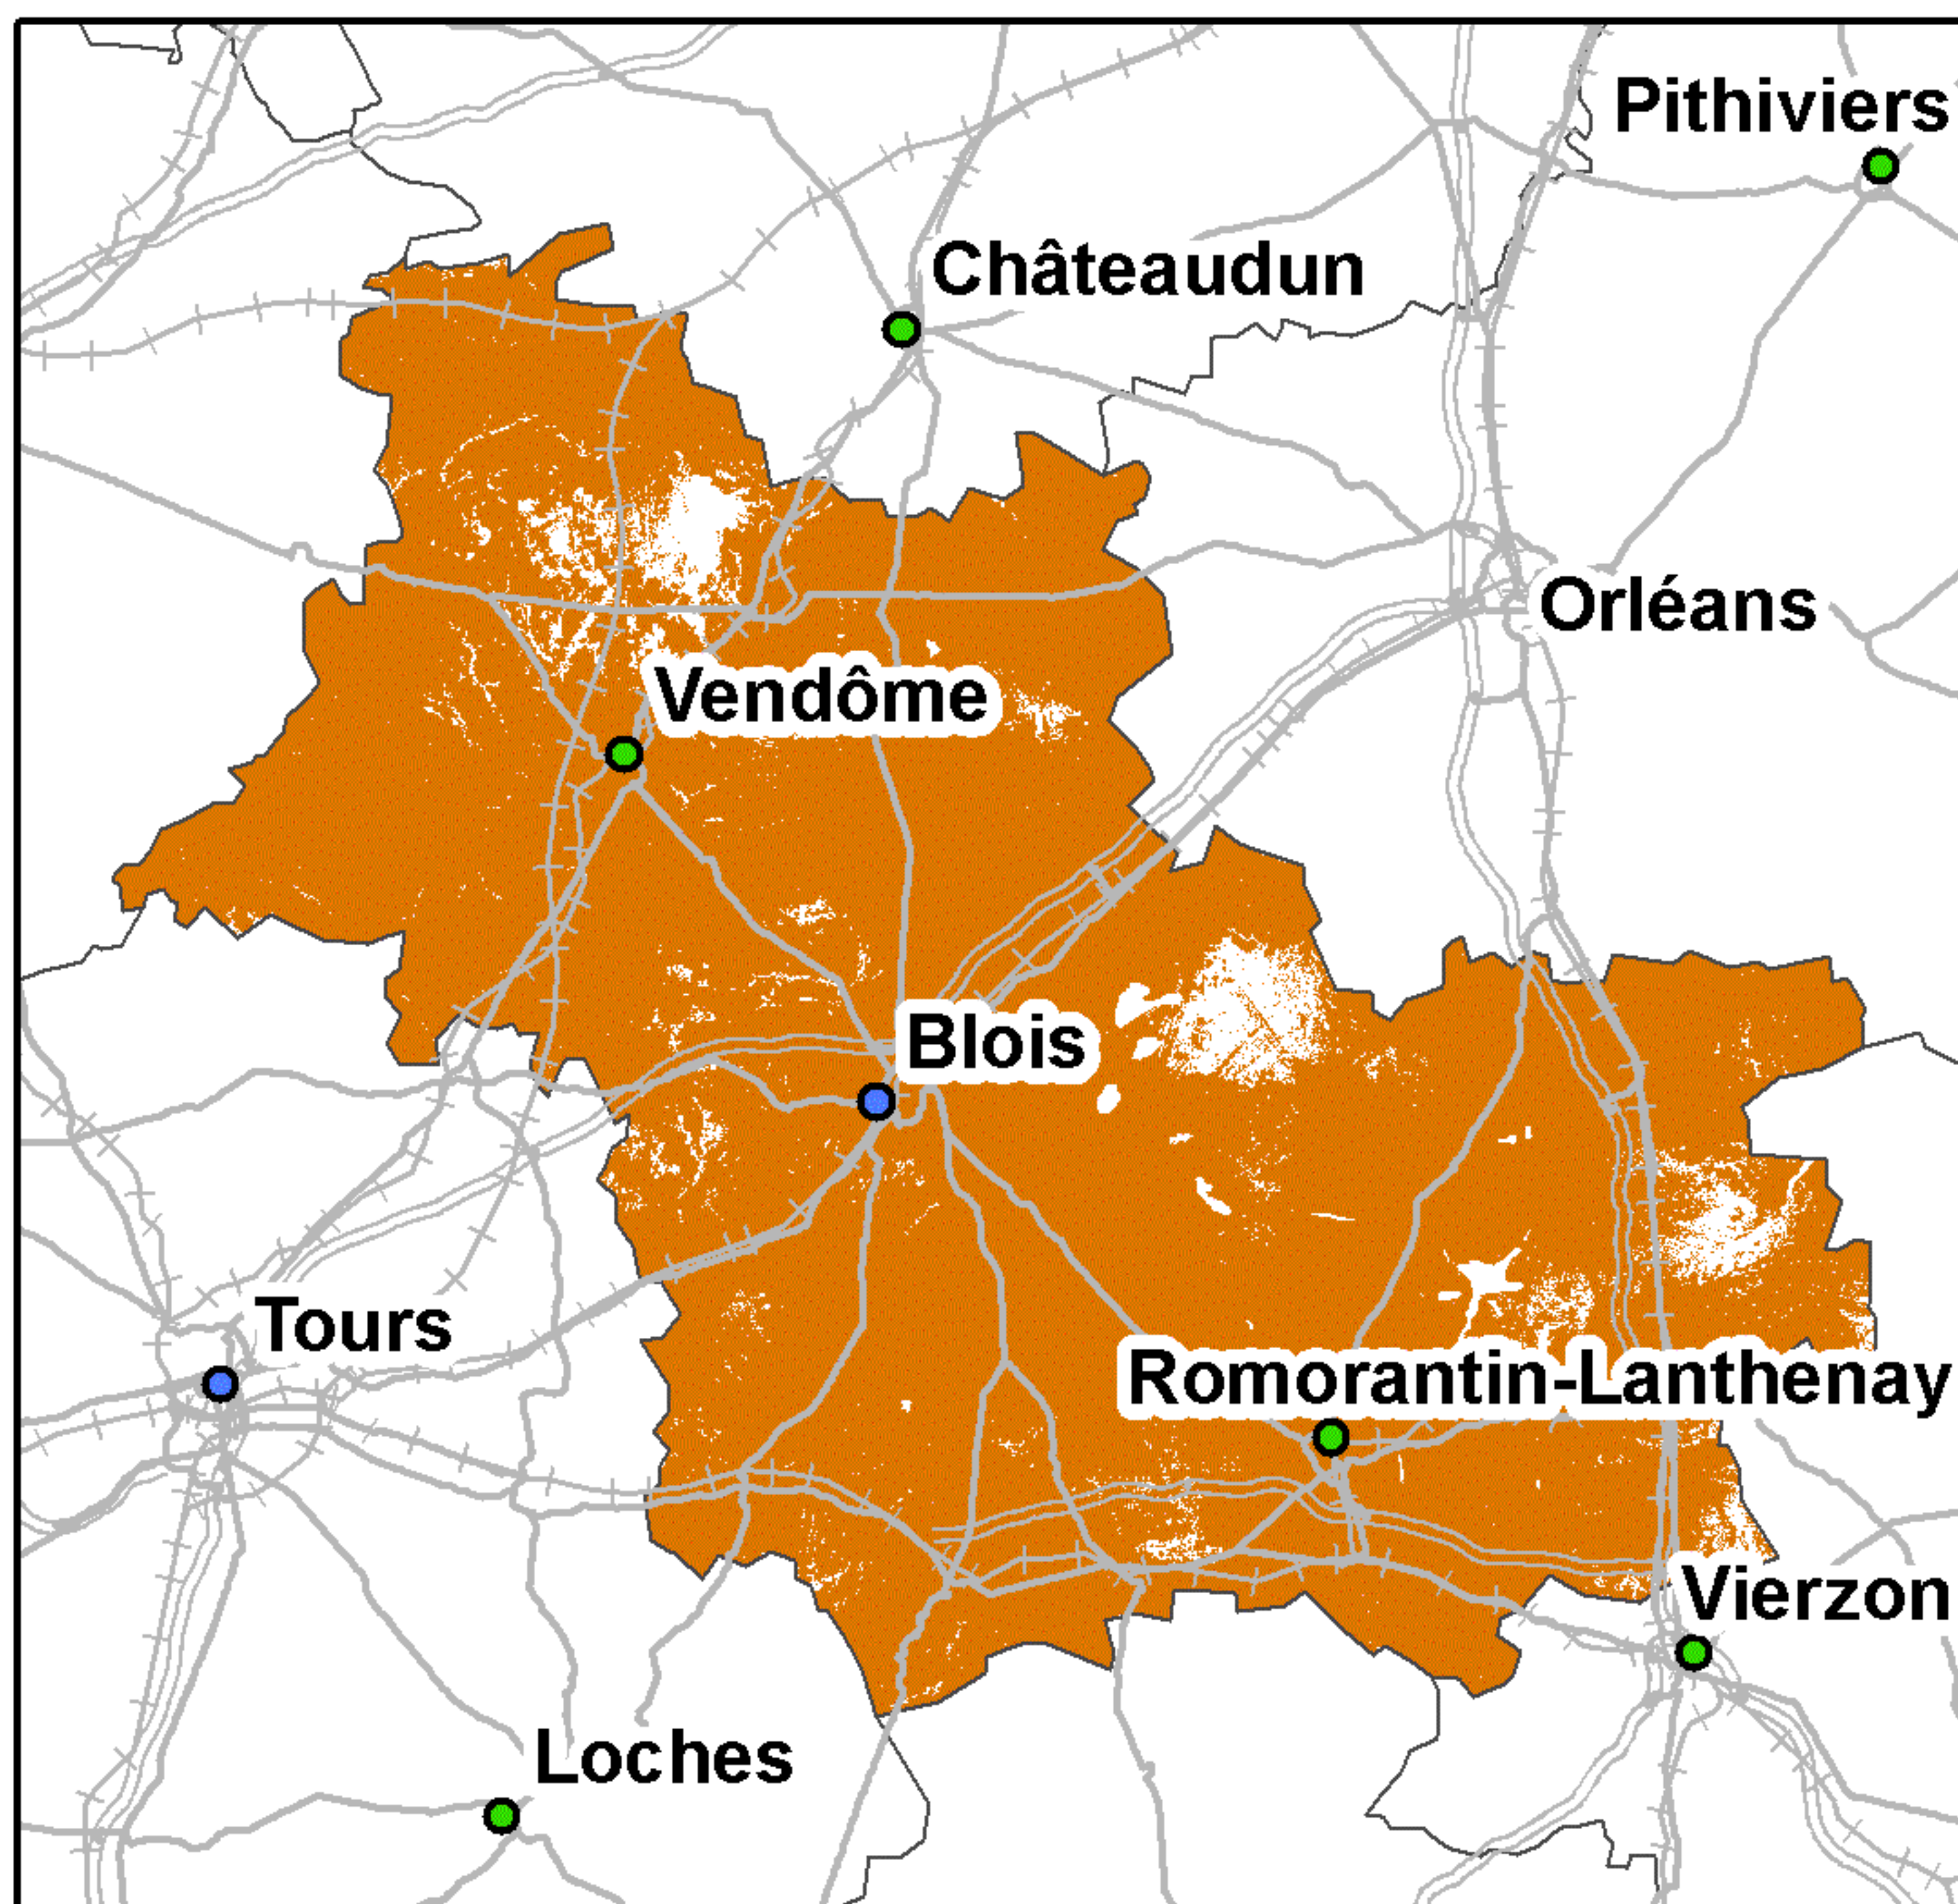 Pithiviers
Châteaudun
Orléans
Vendôme
Blois
Tours
Romorantin-Lanthenay
Vierzon
Loches